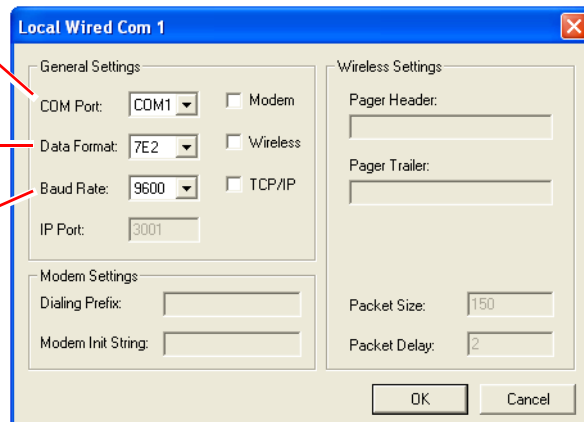 Local Wired Com 1
General Settings
COM Port: COM1
Modem
Data Format: 7E2
Wireless
Baud Rate: 9600
TCP/IP
IP Port: 3001
Modem Settings
Dialing Prefix:
Modem Init String:
Wireless Settings
Pager Header:
Pager Trailer:
Packet Size: 150
Packet Delay: 2
OK
Cancel